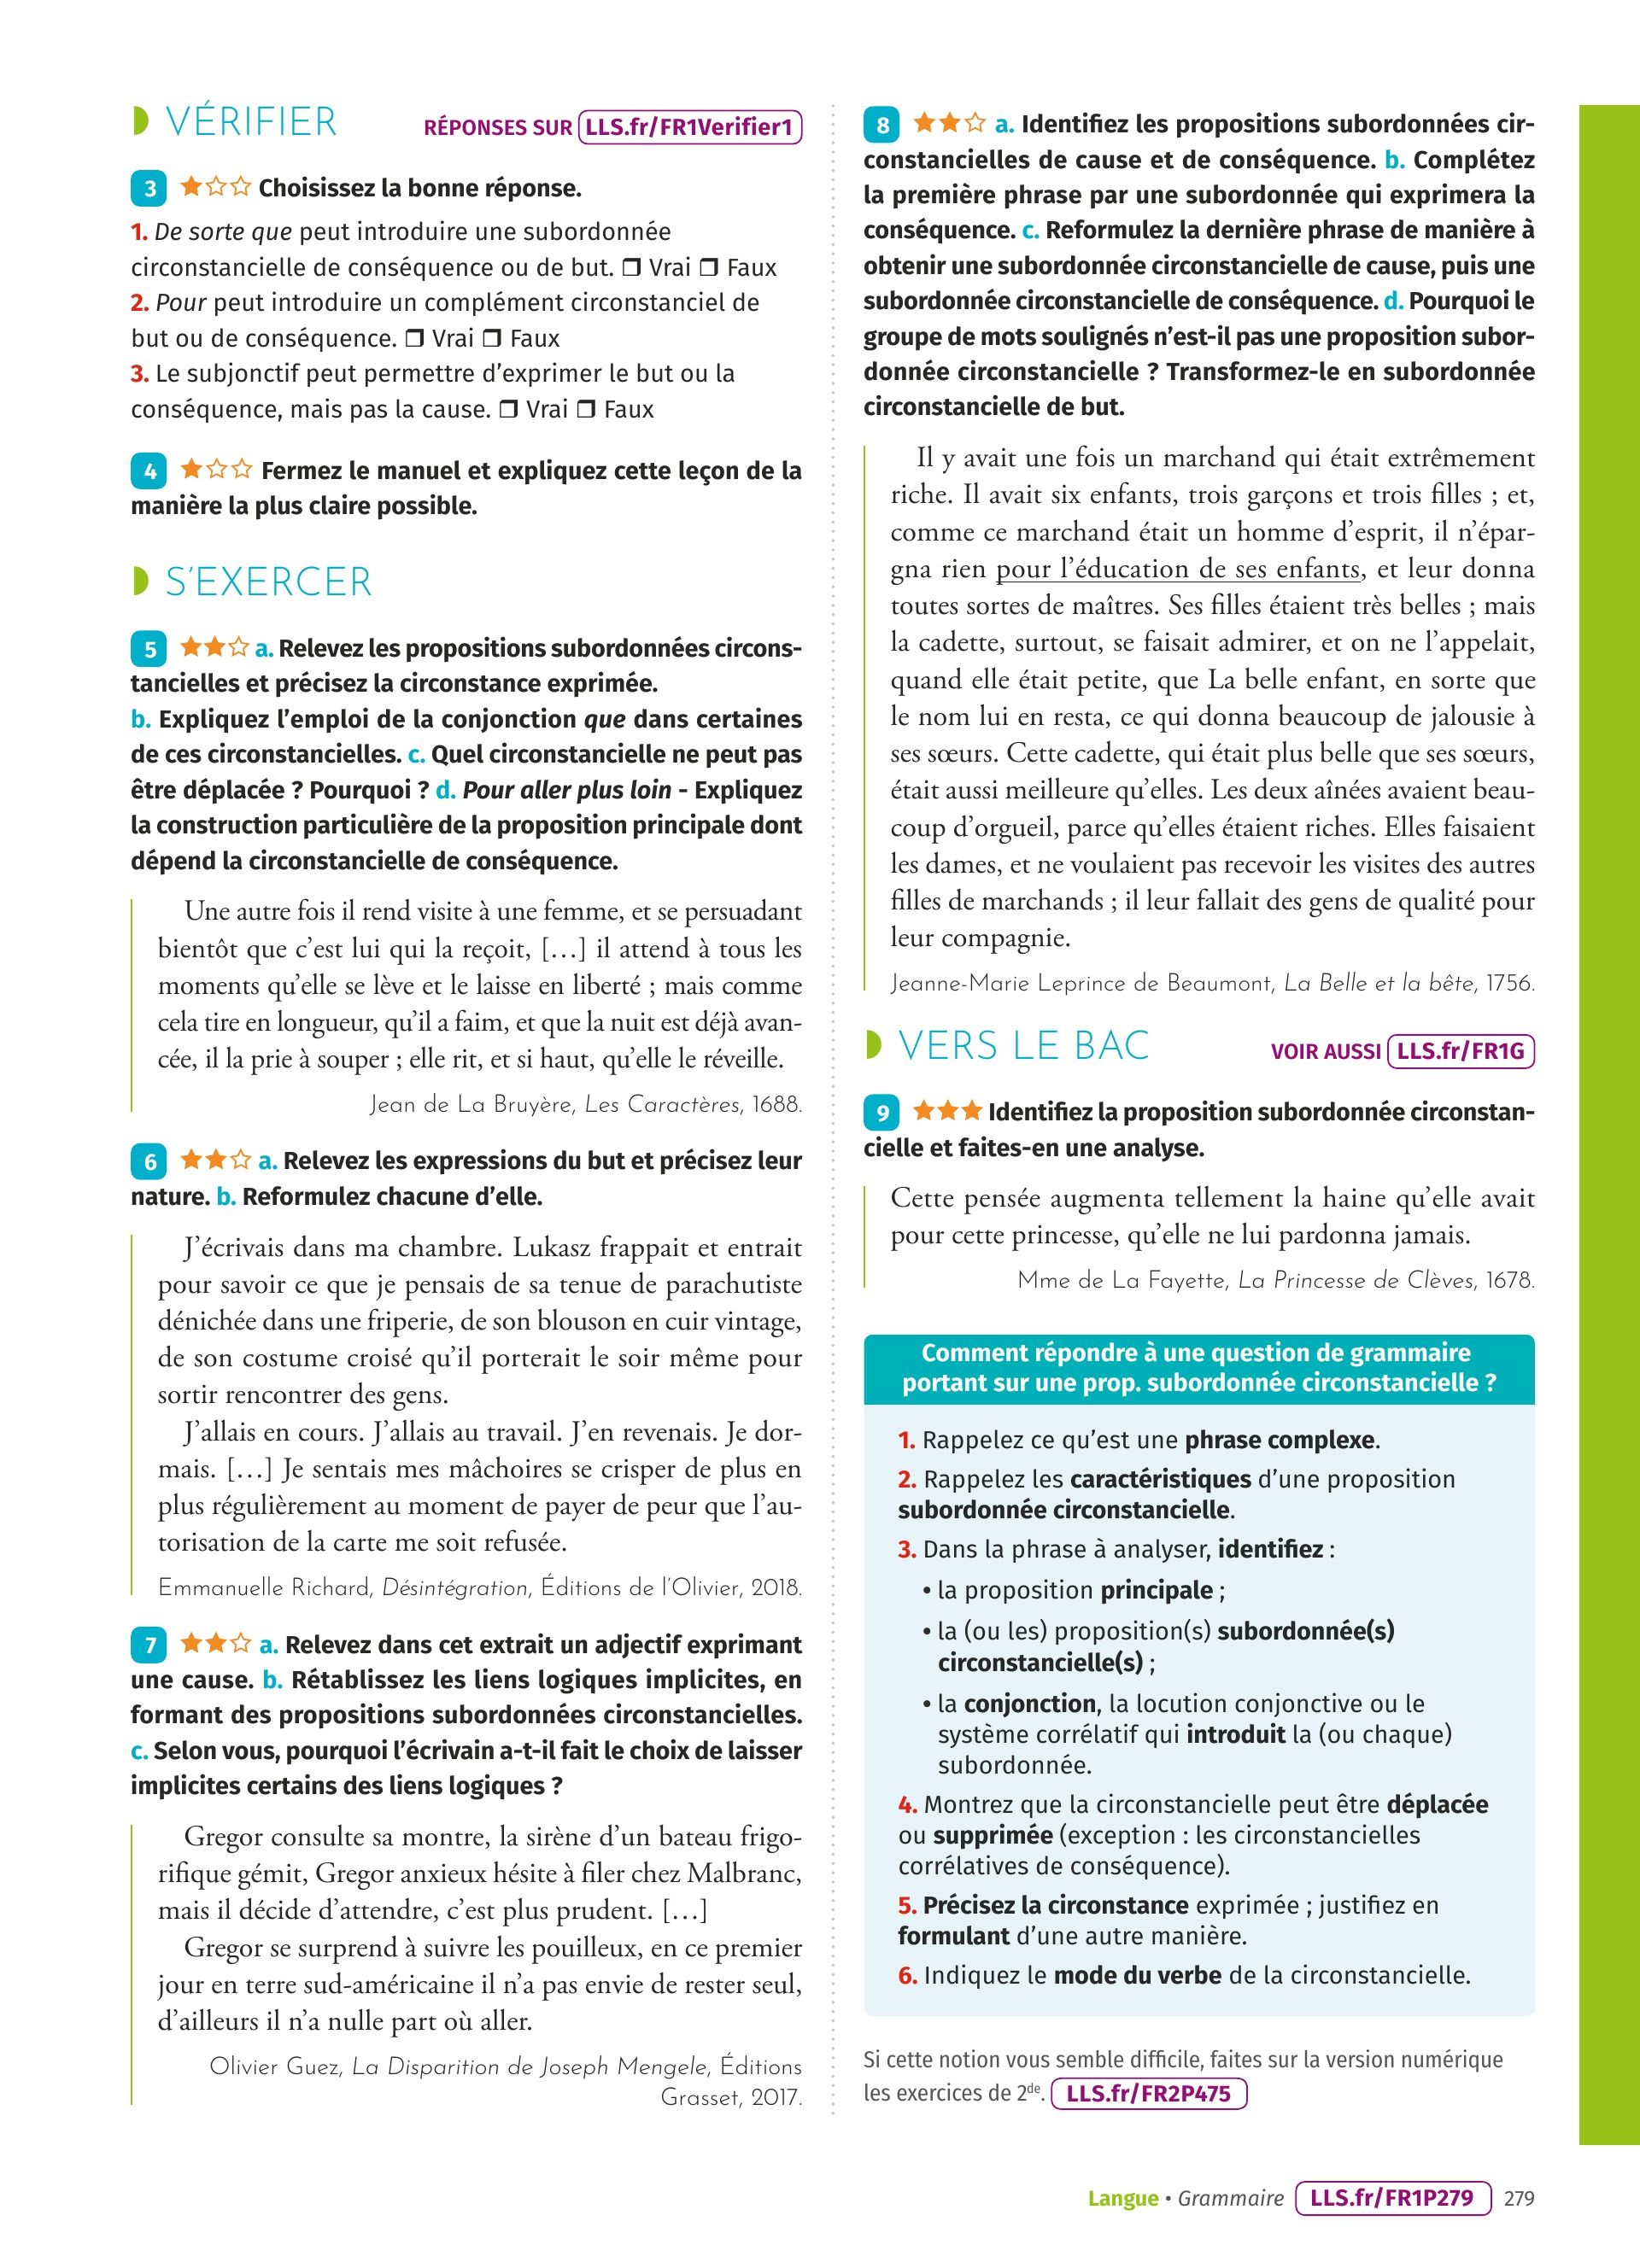 VÉRIFIER
RÉPONSES SUR LLS.fr/FR1Verifier1
3 ★☆☆ Choisissez la bonne réponse.
1. De sorte que peut introduire une subordonnée
circonstancielle de conséquence ou de but. ❒ Vrai ❒ Faux
2. Pour peut introduire un complément circonstanciel de
but ou de conséquence. ❒ Vrai ❒ Faux
3. Le subjonctif peut permettre d’exprimer le but ou la
conséquence, mais pas la cause. ❒ Vrai ❒ Faux
4 ★☆☆ Fermez le manuel et expliquez cette leçon de la
manière la plus claire possible.
S’EXERCER
5 ★★☆ a. Relevez les propositions subordonnées circons-
tancielles et précisez la circonstance exprimée.
b. Expliquez l’emploi de la conjonction que dans certaines
de ces circonstancielles. c. Quel circonstancielle ne peut pas
être déplacée ? Pourquoi ? d. Pour aller plus loin - Expliquez
la construction particulière de la proposition principale dont
dépend la circonstancielle de conséquence.
Une autre fois il rend visite à une femme, et se persuadant
bientôt que c’est lui qui la reçoit, […] il attend à tous les
moments qu’elle se lève et le laisse en liberté ; mais comme
cela tire en longueur, qu’il a faim, et que la nuit est déjà avan-
cée, il la prie à souper ; elle rit, et si haut, qu’elle le réveille.
Jean de La Bruyère, Les Caractères, 1688.
6 ★★☆ a. Relevez les expressions du but et précisez leur
nature. b. Reformulez chacune d’elle.
J’écrivais dans ma chambre. Lukasz frappait et entrait
pour savoir ce que je pensais de sa tenue de parachutiste
dénichée dans une friperie, de son blouson en cuir vintage,
de son costume croisé qu’il porterait le soir même pour
sortir rencontrer des gens.
J’allais en cours. J’allais au travail. J’en revenais. Je dor-
mais. […] Je sentais mes mâchoires se crisper de plus en
plus régulièrement au moment de payer de peur que l’au-
torisation de la carte me soit refusée.
Emmanuelle Richard, Désintégration, Éditions de l’Olivier, 2018.
7 ★★☆ a. Relevez dans cet extrait un adjectif exprimant
une cause. b. Rétablissez les liens logiques implicites, en
formant des propositions subordonnées circonstancielles.
c. Selon vous, pourquoi l’écrivain a-t-il fait le choix de laisser
implicites certains des liens logiques ?
Gregor consulte sa montre, la sirène d’un bateau frigo-
rifique gémit, Gregor anxieux hésite à filer chez Malbranc,
mais il décide d’attendre, c’est plus prudent. […]
Gregor se surprend à suivre les pouilleux, en ce premier
jour en terre sud-américaine il n’a pas envie de rester seul,
d’ailleurs il n’a nulle part où aller.
Olivier Guez, La Disparition de Joseph Mengele, Éditions
Grasset, 2017.
8 ★★☆ a. Identifiez les propositions subordonnées cir-
constancielles de cause et de conséquence. b. Complétez
la première phrase par une subordonnée qui exprimera la
conséquence. c. Reformulez la dernière phrase de manière à
obtenir une subordonnée circonstancielle de cause, puis une
subordonnée circonstancielle de conséquence. d. Pourquoi le
groupe de mots soulignés n’est-il pas une proposition subor-
donnée circonstancielle ? Transformez-le en subordonnée
circonstancielle de but.
Il y avait une fois un marchand qui était extrêmement
riche. Il avait six enfants, trois garçons et trois filles ; et,
comme ce marchand était un homme d’esprit, il n’épar-
gna rien pour l’éducation de ses enfants, et leur donna
toutes sortes de maîtres. Ses filles étaient très belles ; mais
la cadette, surtout, se faisait admirer, et on ne l’appelait,
quand elle était petite, que La belle enfant, en sorte que
le nom lui en resta, ce qui donna beaucoup de jalousie à
ses sœurs. Cette cadette, qui était plus belle que ses sœurs,
était aussi meilleure qu’elles. Les deux aînées avaient beau-
coup d’orgueil, parce qu’elles étaient riches. Elles faisaient
les dames, et ne voulaient pas recevoir les visites des autres
filles de marchands ; il leur fallait des gens de qualité pour
leur compagnie.
Jeanne-Marie Leprince de Beaumont, La Belle et la bête, 1756.
VERS LE BAC
VOIR AUSSI LLS.fr/FR1G
9 ★★★ Identifiez la proposition subordonnée circonstan-
cielle et faites-en une analyse.
Cette pensée augmenta tellement la haine qu’elle avait
pour cette princesse, qu’elle ne lui pardonna jamais.
Mme de La Fayette, La Princesse de Clèves, 1678.
Comment répondre à une question de grammaire
portant sur une prop. subordonnée circonstancielle ?
1. Rappelez ce qu’est une phrase complexe.
2. Rappelez les caractéristiques d’une proposition
subordonnée circonstancielle.
3. Dans la phrase à analyser, identifiez :
• la proposition principale ;
• la (ou les) proposition(s) subordonnée(s)
circonstancielle(s) ;
• la conjonction, la locution conjonctive ou le
système corrélatif qui introduit la (ou chaque)
subordonnée.
4. Montrez que la circonstancielle peut être déplacée
ou supprimée (exception : les circonstancielles
corrélatives de conséquence).
5. Précisez la circonstance exprimée ; justifiez en
formulant d’une autre manière.
6. Indiquez le mode du verbe de la circonstancielle.
Si cette notion vous semble difficile, faites sur la version numérique
les exercices de 2de. LLS.fr/FR2P475
Langue • Grammaire LLS.fr/FR1P279 279